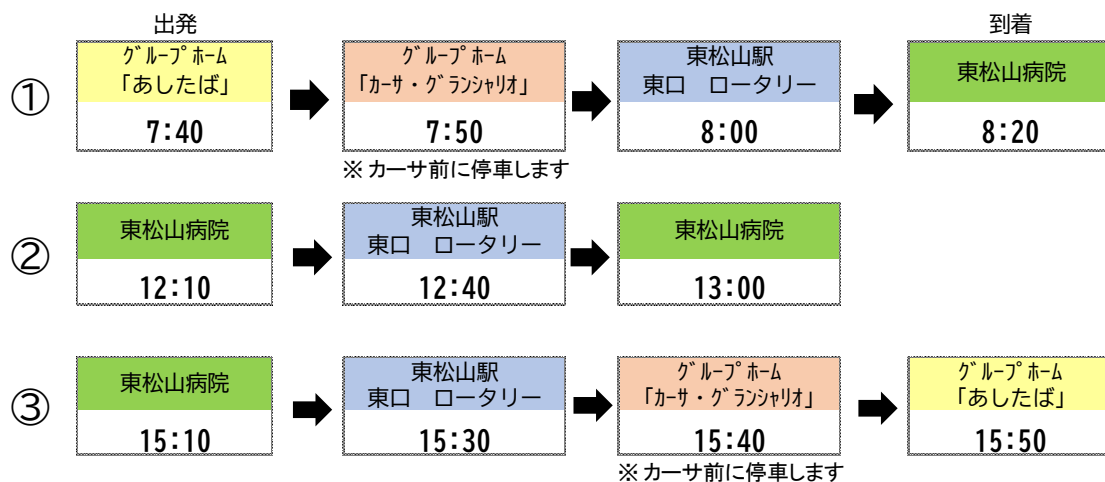 出発 到着
①
グループホーム
「あしたば」
7:40
グループホーム
「カーサ・グランシャリオ」
7:50
※カーサ前に停車します
東松山駅
東口　ロータリー
8:00
東松山病院
8:20
②
東松山病院
12:10
東松山駅
東口　ロータリー
12:40
東松山病院
13:00
③
東松山病院
15:10
東松山駅
東口　ロータリー
15:30
グループホーム
「カーサ・グランシャリオ」
15:40
※カーサ前に停車します
グループホーム
「あしたば」
15:50